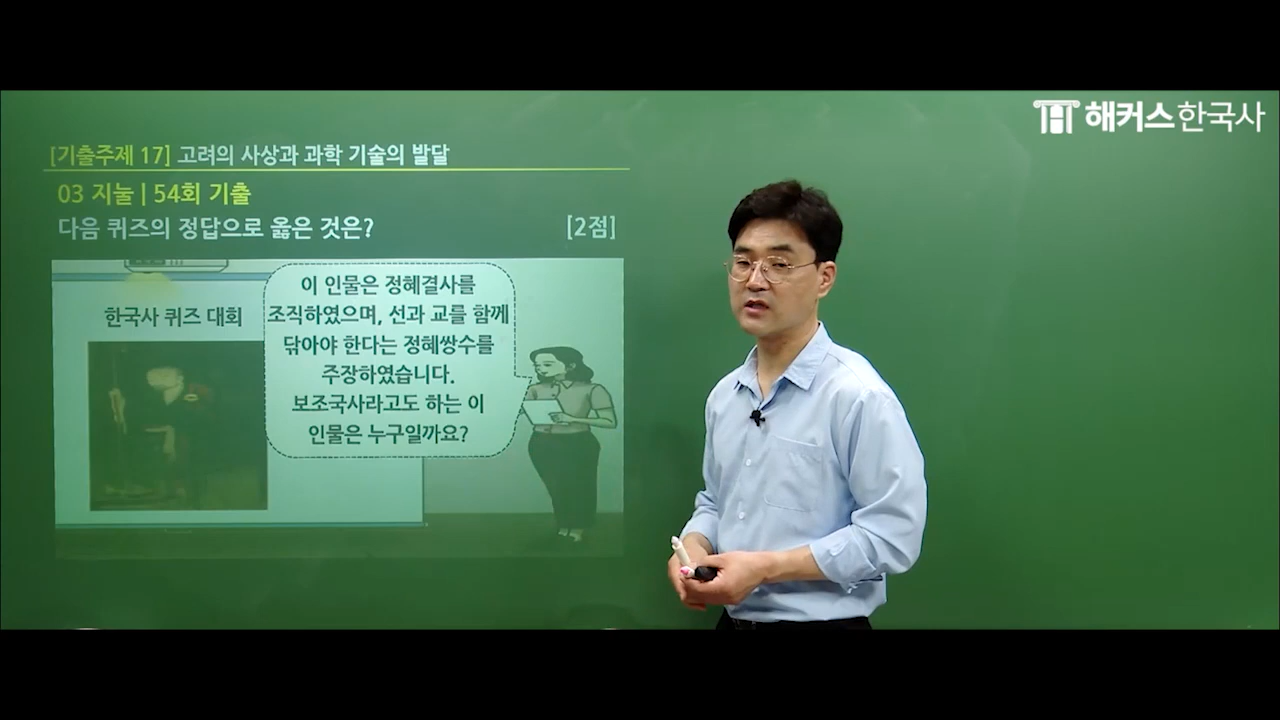 해커스한국사
[기출주제 17] 고려의 사상과 과학 기술의 발달
03 지눌 | 54회 기출
다음 퀴즈의 정답으로 옳은 것은? [2점]
한국사 퀴즈 대회
이 인물은 정혜결사를
조직하였으며, 선과 교를 함께
닦아야 한다는 정혜쌍수를
주장하였습니다.
보조국사라고도 하는 이
인물은 누구일까요?